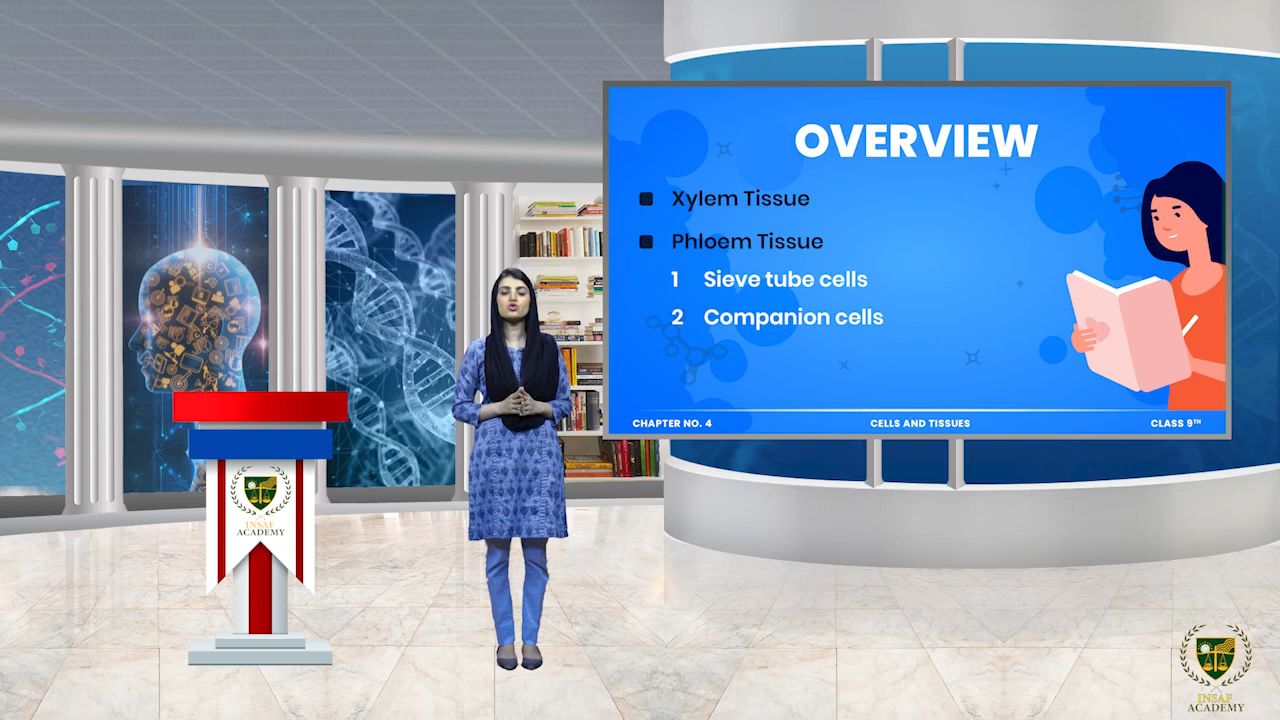 OVERVIEW
Xylem Tissue
Phloem Tissue
1 Sieve tube cells
2 Companion cells
CHAPTER NO. 4
CELLS AND TISSUES
CLASS 9TH
INSAF
ACADEMY
INSAF
ACADEMY